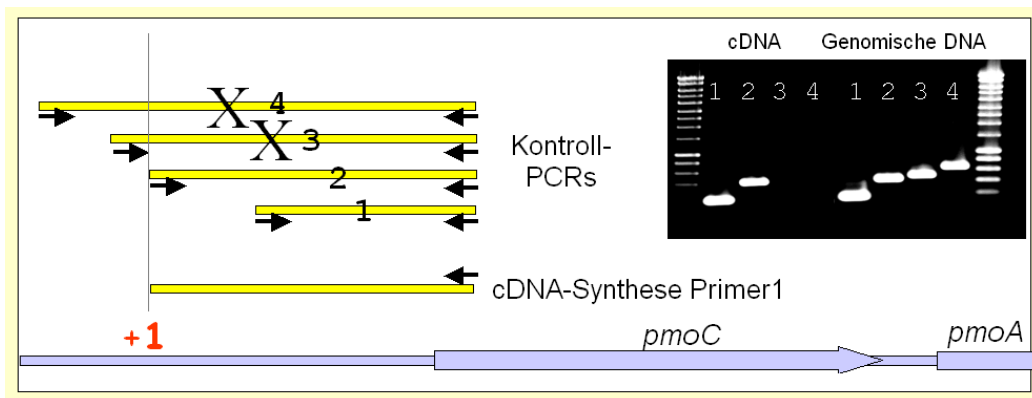 cDNA Genomische DNA
1 2 3 4 1 2 3 4
X 4
X 3
2
1
Kontroll-
PCRs
cDNA-Synthese Primer1
+1
pmoC pmoA